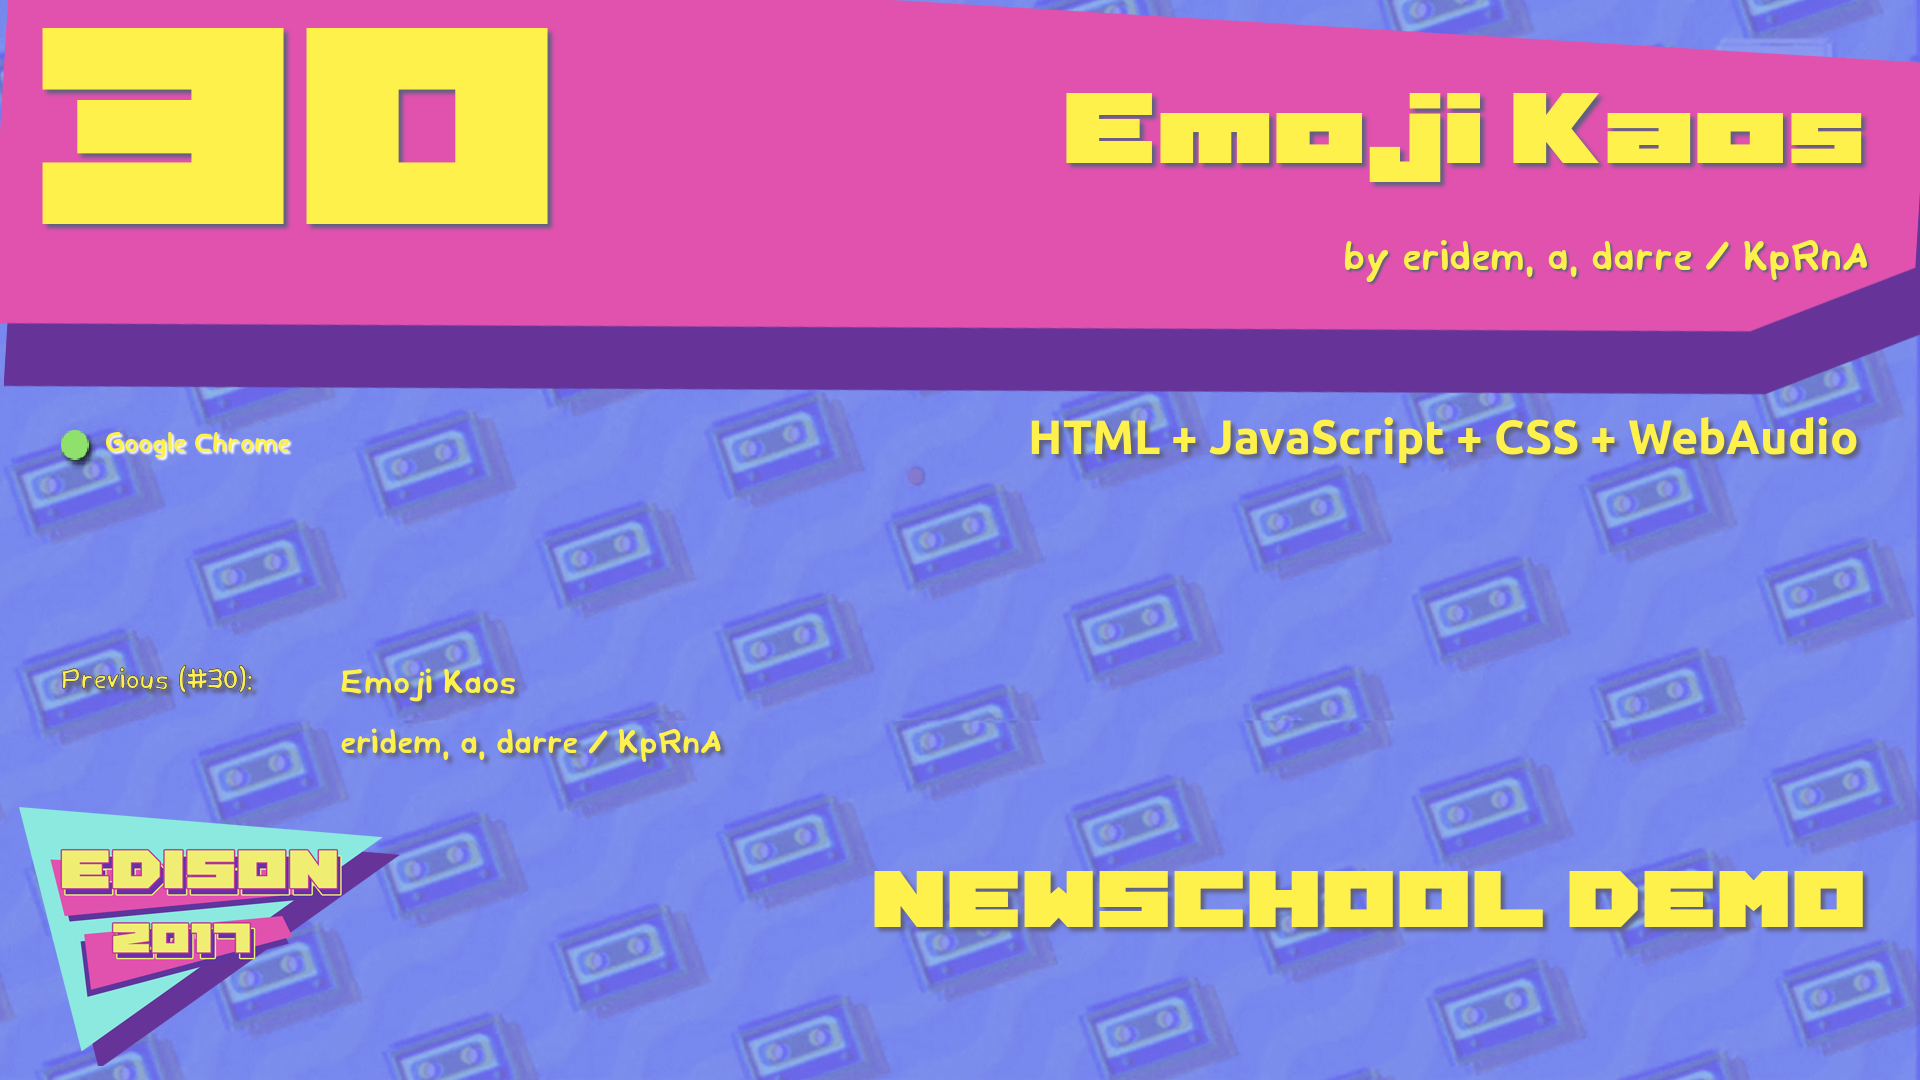 30
Emoji Kaos
by eridem, a, darre / KpRnA
Google Chrome
HTML + JavaScript + CSS + WebAudio
Previous (#30):
Emoji Kaos
eridem, a, darre / KpRnA
EDISON
2017
NEWSCHOOL DEMO